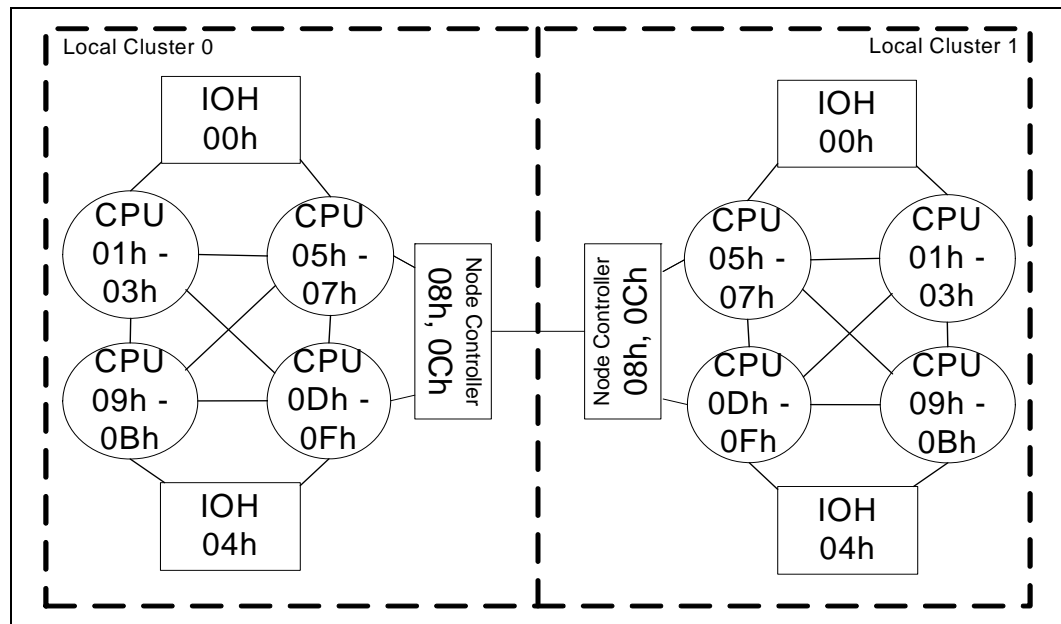 Local Cluster 0
IOH
00h
CPU
01h -
03h
CPU
05h -
07h
CPU
09h -
0Bh
CPU
0Dh -
0Fh
IOH
04h
Node Controller
08h, 0Ch
Local Cluster 1
IOH
00h
Node Controller
08h, 0Ch
CPU
05h -
07h
CPU
01h -
03h
CPU
0Dh -
0Fh
CPU
09h -
0Bh
IOH
04h